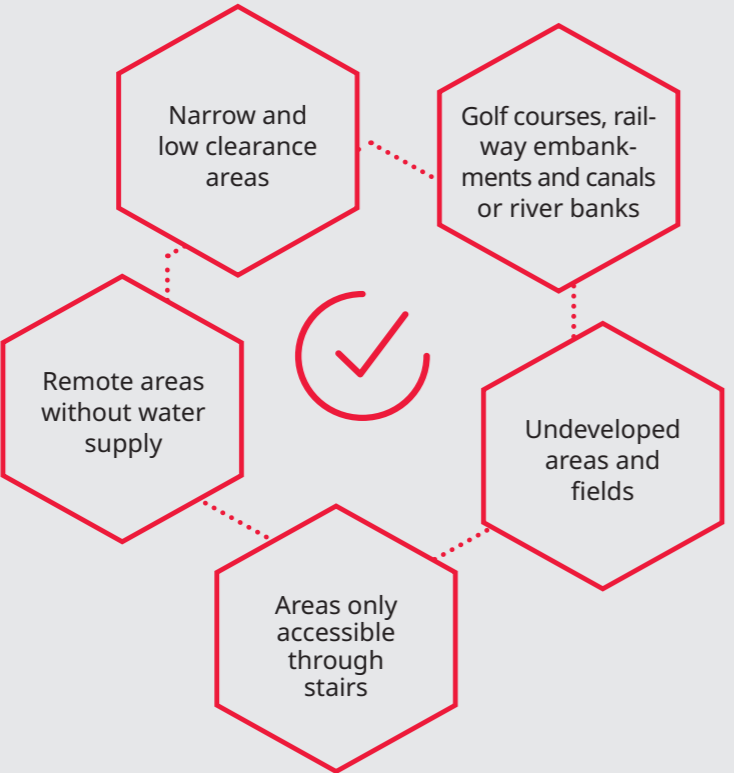 Narrow and
low clearance
areas
Golf courses, rail-
way embank-
ments and canals
or river banks
Remote areas
without water
supply
Undeveloped
areas and
fields
Areas only
accessible
through
stairs